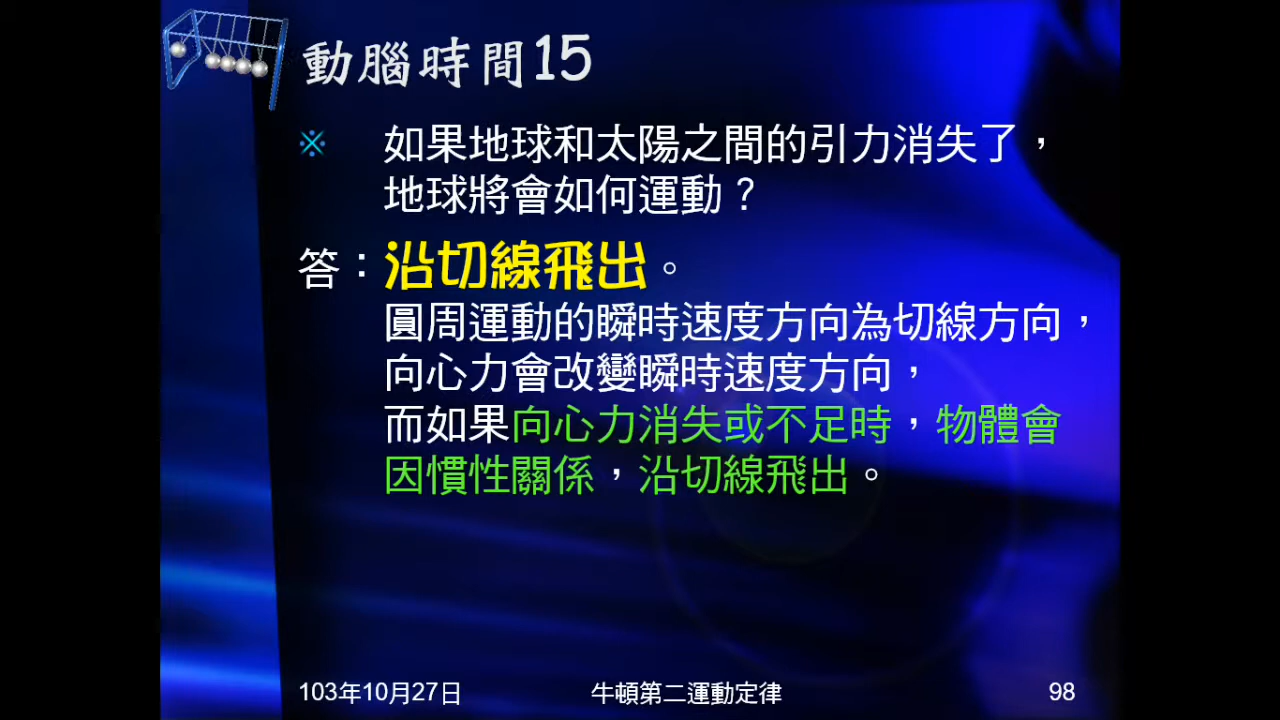 動腦時間15
※ 如果地球和太陽之間的引力消失了，
地球將會如何運動？
答：沿切線飛出。
圓周運動的瞬時速度方向為切線方向，
向心力會改變瞬時速度方向，
而如果向心力消失或不足時，物體會
因慣性關係，沿切線飛出。
103年10月27日 牛頓第二運動定律 98